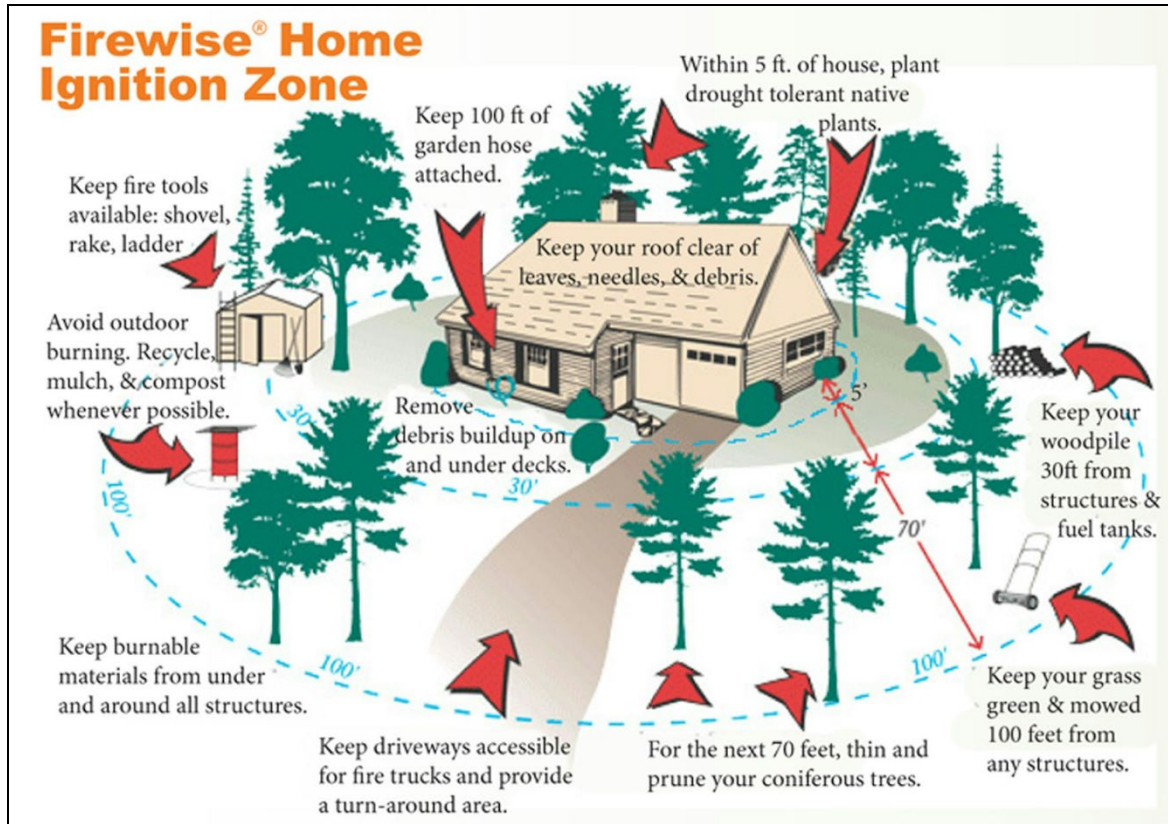 Firewise® Home
Ignition Zone
Within 5 ft. of house, plant
drought tolerant native
plants.
Keep 100 ft of
garden hose
attached.
Keep fire tools
available: shovel,
rake, ladder
Keep your roof clear of
leaves, needles, & debris.
Avoid outdoor
burning. Recycle,
mulch, & compost
whenever possible.
Remove
debris buildup on
and under decks.
5'
30'
30'
70'
100'
100'
100'
Keep your
woodpile
30ft from
structures &
fuel tanks.
Keep burnable
materials from under
and around all structures.
Keep driveways accessible
for fire trucks and provide
a turn-around area.
For the next 70 feet, thin and
prune your coniferous trees.
Keep your grass
green & mowed
100 feet from
any structures.